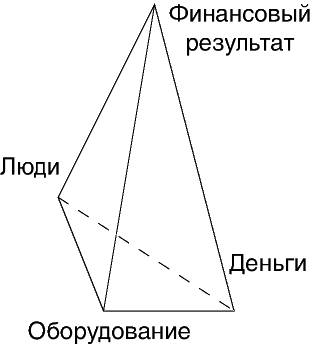 Финансовый
результат
Люди
Деньги
Оборудование